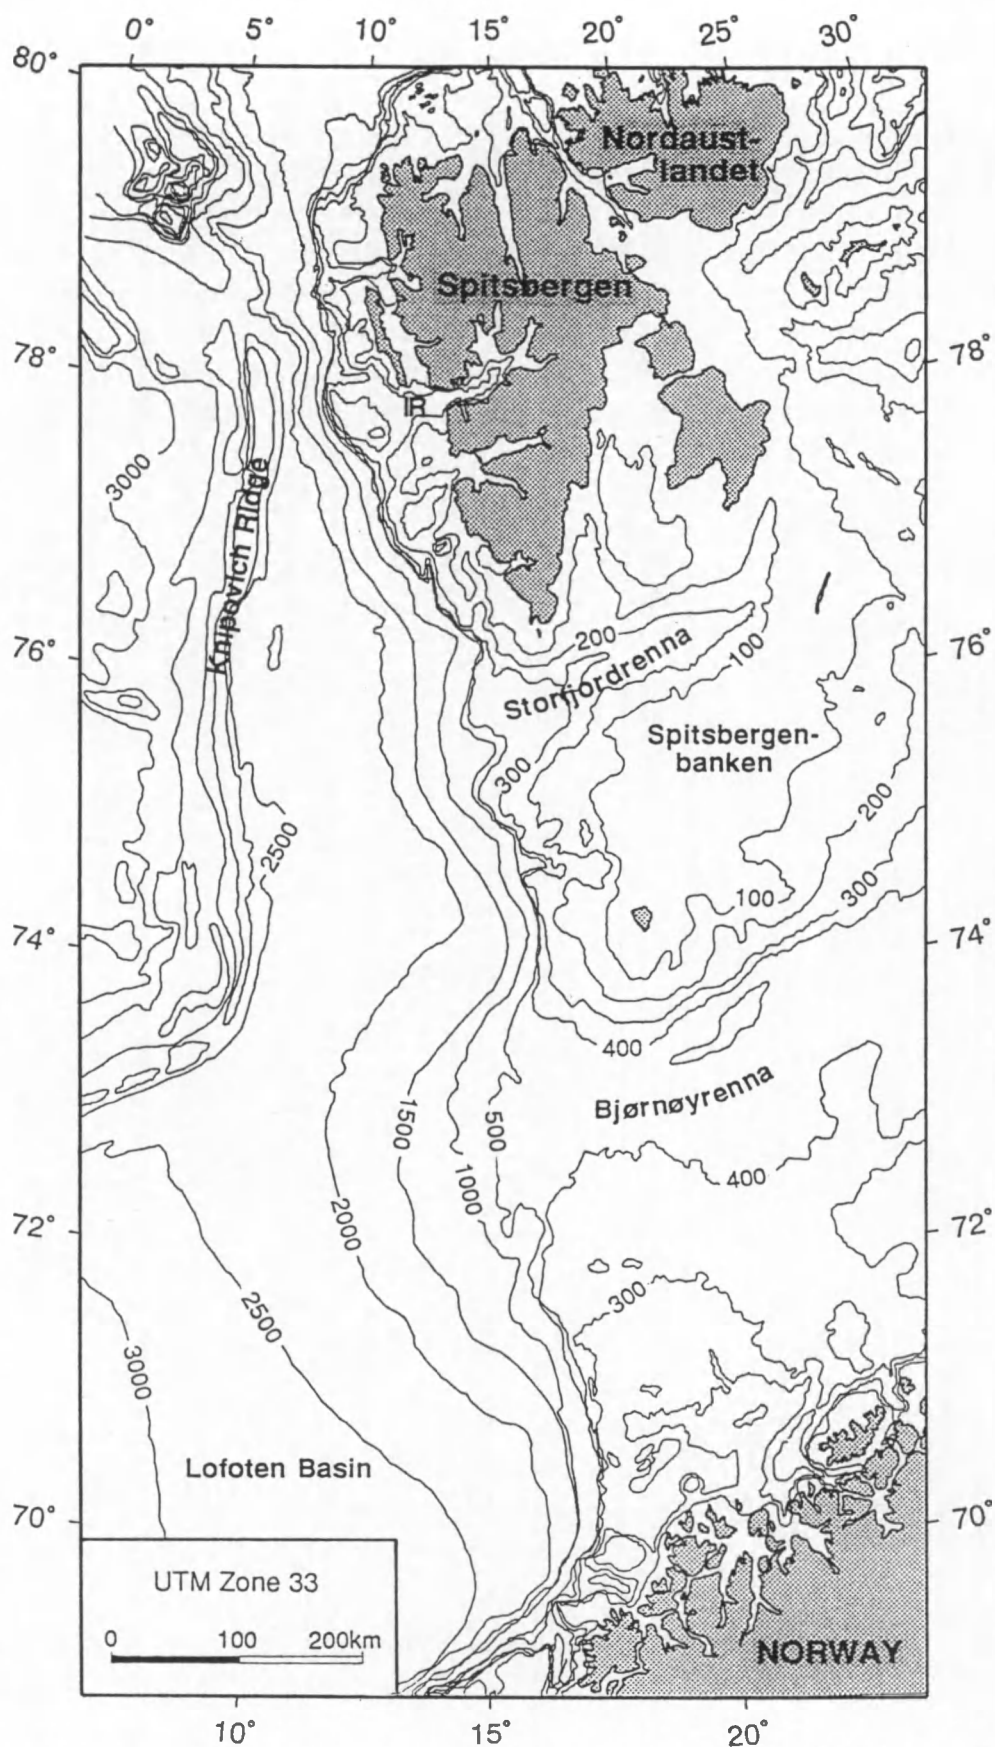 0° 5° 10° 15° 20° 25° 30°
80°
Nordaust-
landet
Spitsbergen
78° 78°
IR
3000
Knipovich Ridge
76° 76°
200
100
Storfjordrenna
Spitsbergen-
banken
300
200
2500
100
300
74° 74°
400
Bjørnøyrenna
1500
500
1000
400
2000
72° 72°
300
2500
3000
Lofoten Basin
70° 70°
UTM Zone 33
0 100 200km
NORWAY
10° 15° 20°